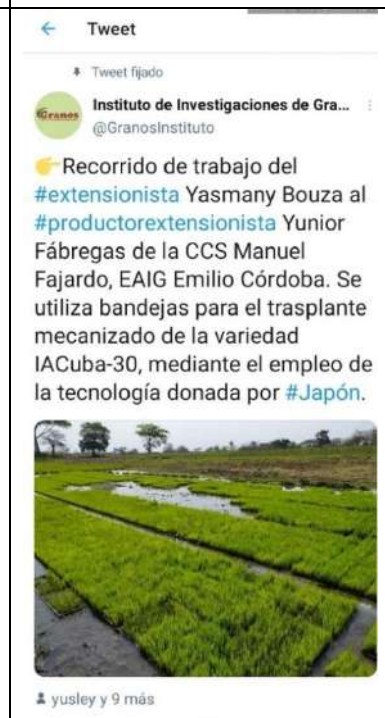 Tweet
Tweet fijado
Granos
Instituto de Investigaciones de Gra...
@GranosInstituto
👉Recorrido de trabajo del
#extensionista Yasmany Bouza al
#productorextensionista Yunior
Fábregas de la CCS Manuel
Fajardo, EAIG Emilio Córdoba. Se
utiliza bandejas para el trasplante
mecanizado de la variedad
IACuba-30, mediante el empleo de
la tecnología donada por #Japón.
yusley y 9 más